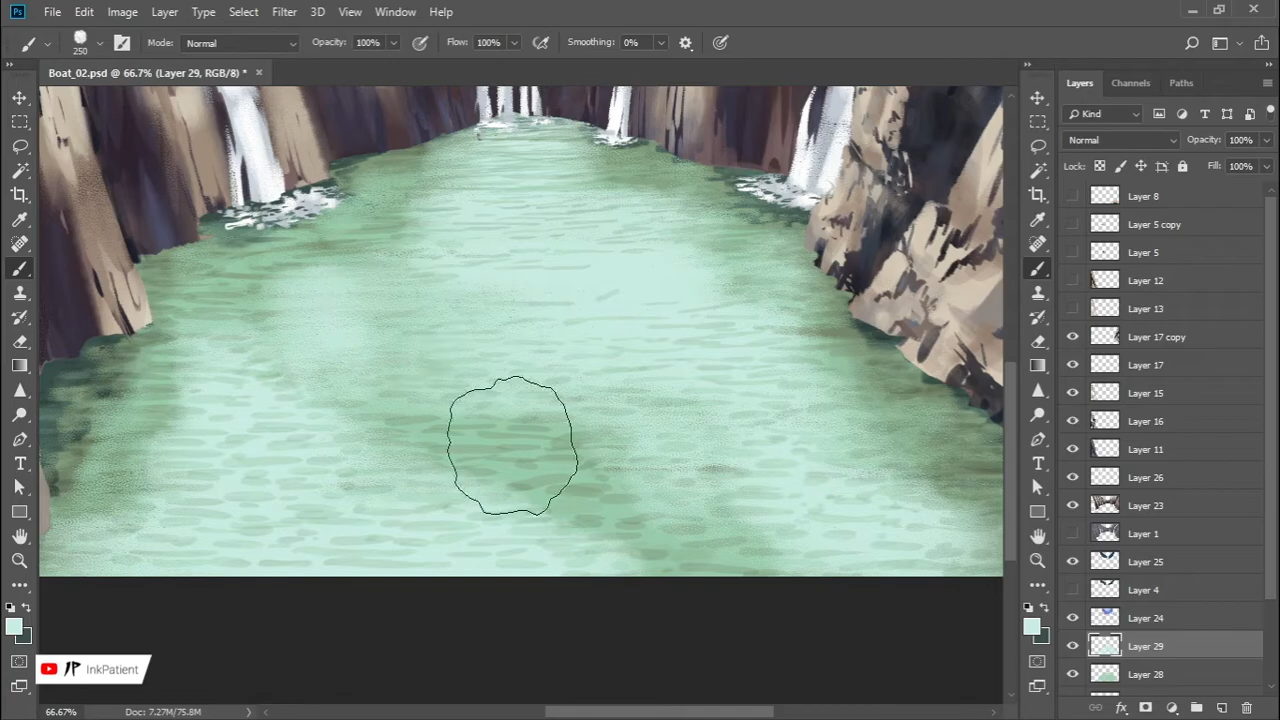 Ps File Edit Image Layer Type Select Filter 3D View Window Help
250 Mode: Normal Opacity: 100% Flow: 100% Smoothing: 0%
Boat_02.psd @ 66.7% (Layer 29, RGB/8) *
Layers Channels Paths
Kind
Normal Opacity: 100%
Lock: Fill: 100%
Layer 8
Layer 5 copy
Layer 5
Layer 12
Layer 13
Layer 17 copy
Layer 17
Layer 15
Layer 16
Layer 11
Layer 26
Layer 23
Layer 1
Layer 25
Layer 4
Layer 24
Layer 29
Layer 28
InkPatient
66.67% Doc: 7.27M/75.8M